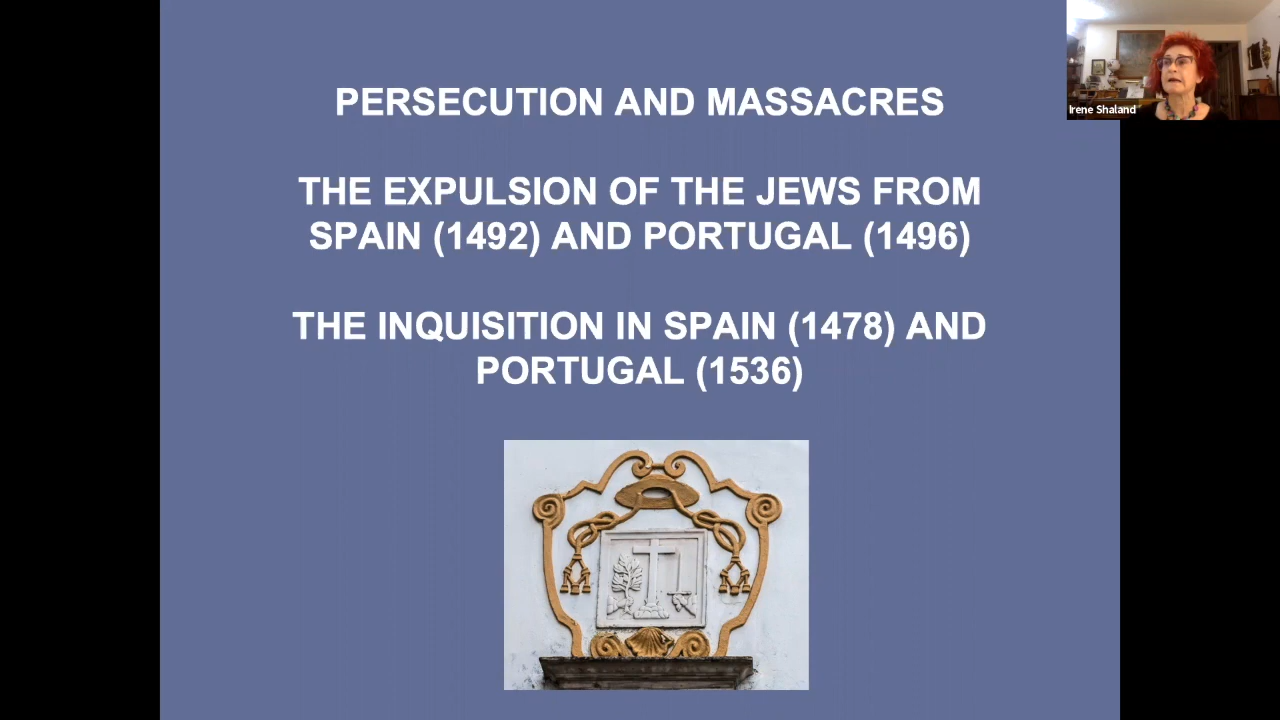 PERSECUTION AND MASSACRES
THE EXPULSION OF THE JEWS FROM
SPAIN (1492) AND PORTUGAL (1496)
THE INQUISITION IN SPAIN (1478) AND
PORTUGAL (1536)
Irene Shaland